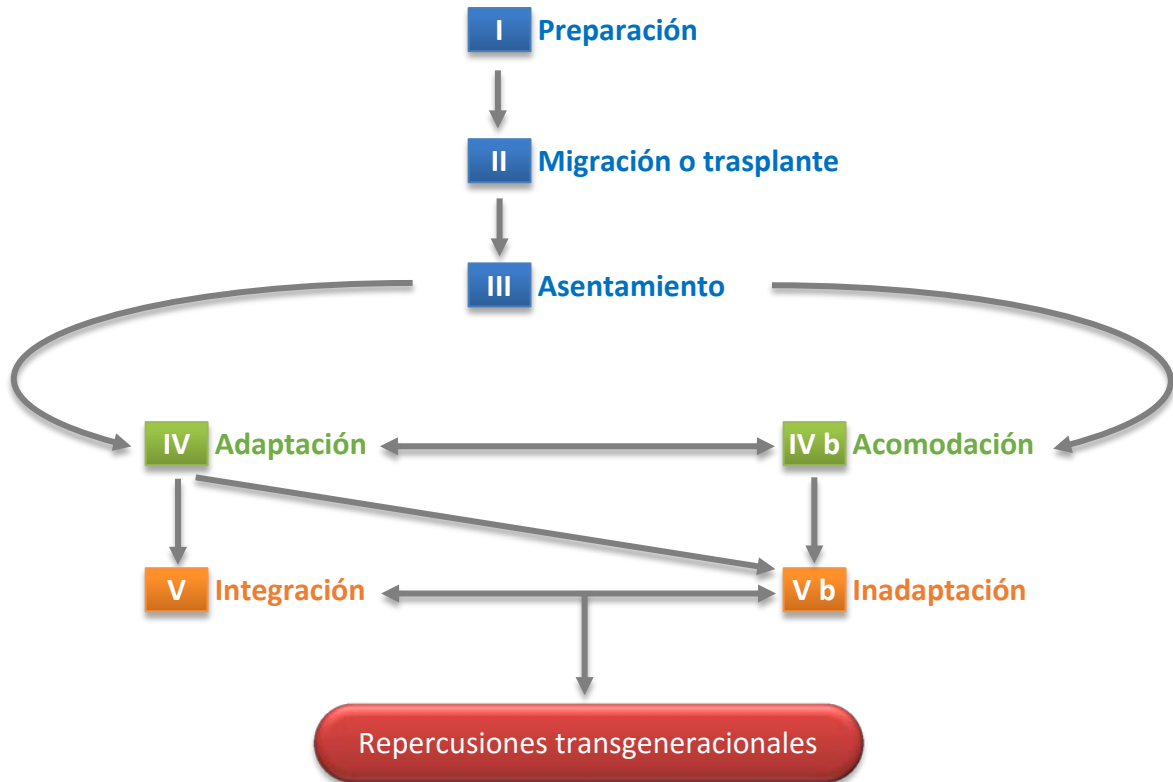 I Preparación
II Migración o trasplante
III Asentamiento
IV Adaptación
IV b Acomodación
V Integración
V b Inadaptación
Repercusiones transgeneracionales